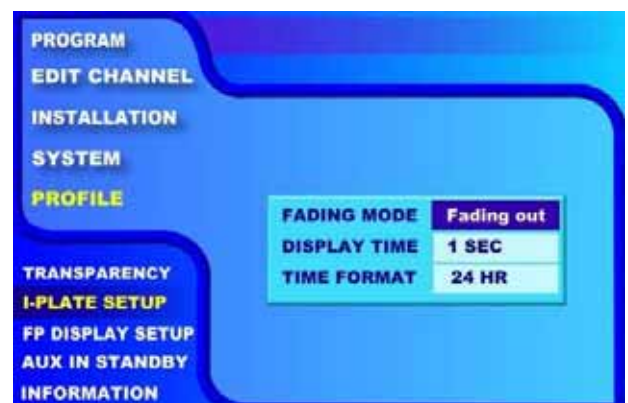 PROGRAM
EDIT CHANNEL
INSTALLATION
SYSTEM
PROFILE
TRANSPARENCY
I-PLATE SETUP
FP DISPLAY SETUP
AUX IN STANDBY
INFORMATION
FADING MODE Fading out
DISPLAY TIME 1 SEC
TIME FORMAT 24 HR